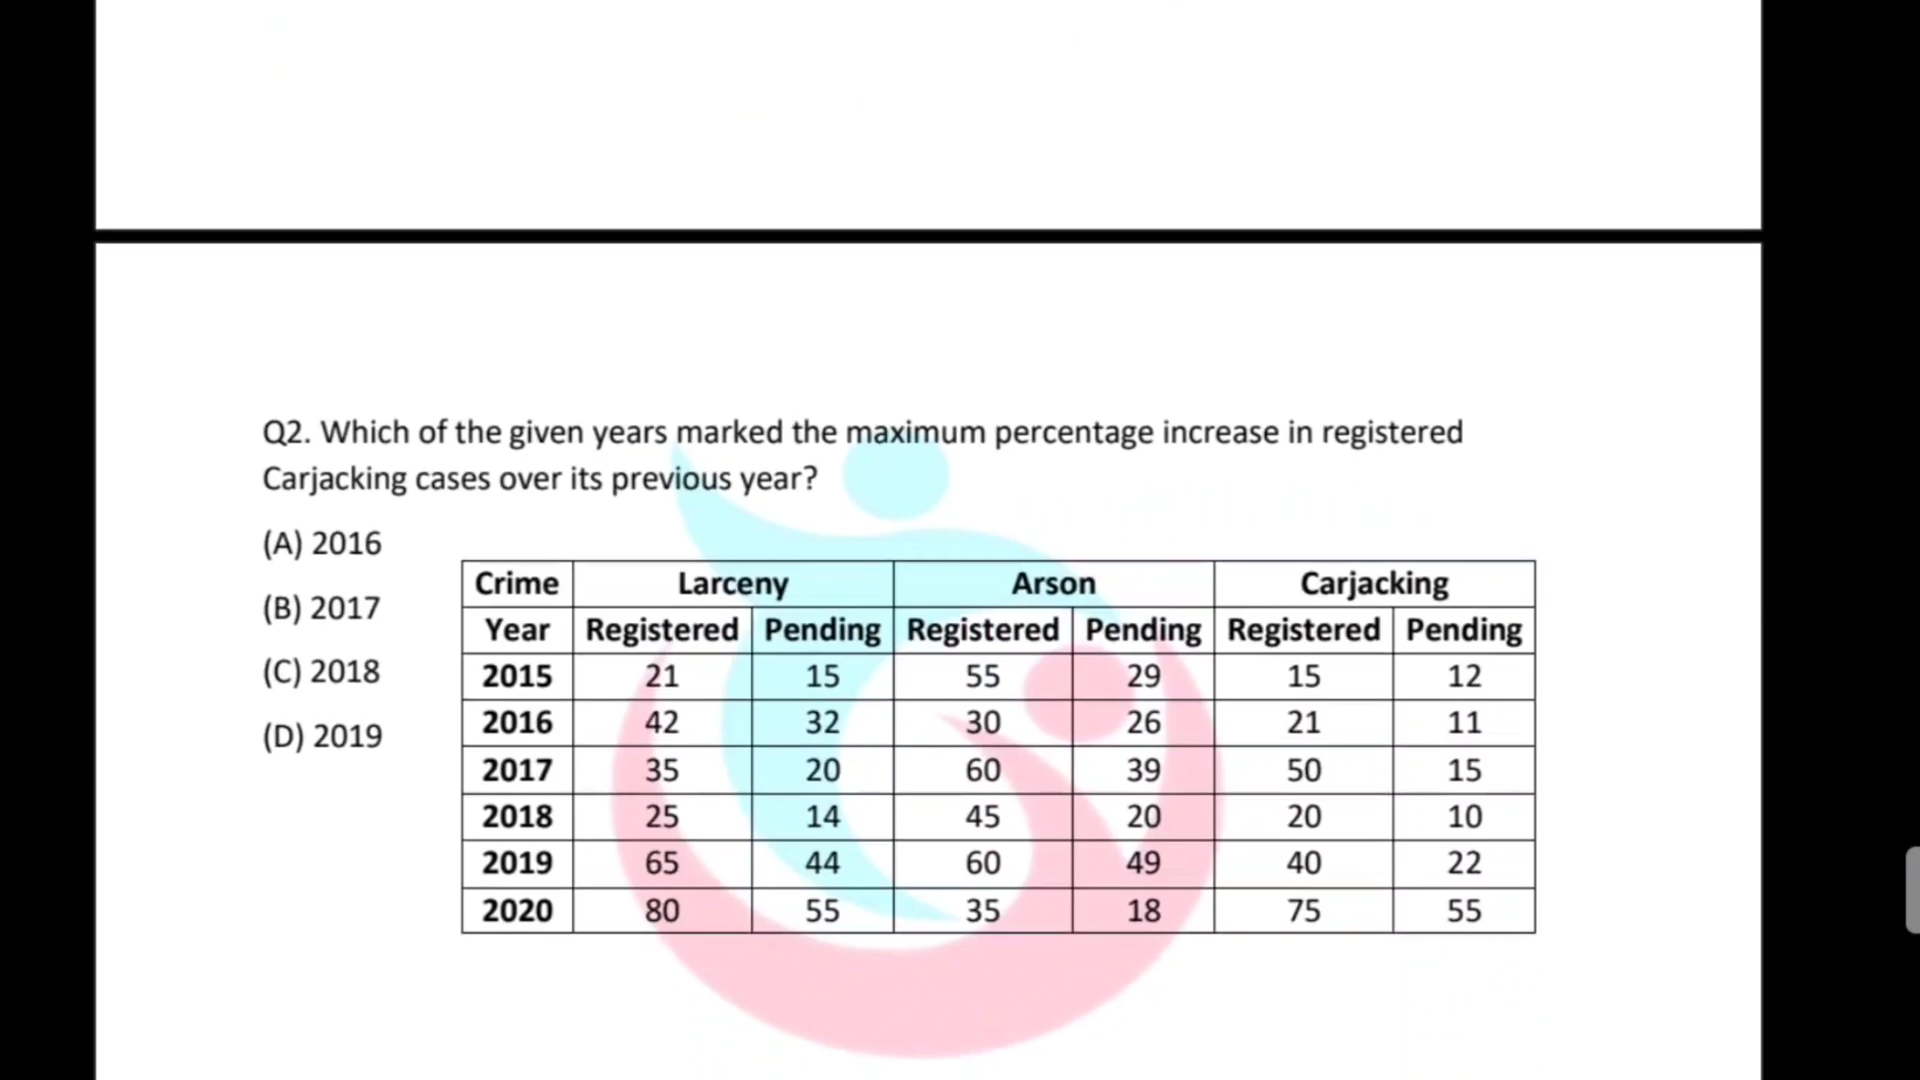 Q2. Which of the given years marked the maximum percentage increase in registered
Carjacking cases over its previous year?
(A) 2016
(B) 2017
(C) 2018
(D) 2019
Crime Larceny Arson Carjacking
Year Registered Pending Registered Pending Registered Pending
2015 21 15 55 29 15 12
2016 42 32 30 26 21 11
2017 35 20 60 39 50 15
2018 25 14 45 20 20 10
2019 65 44 60 49 40 22
2020 80 55 35 18 75 55